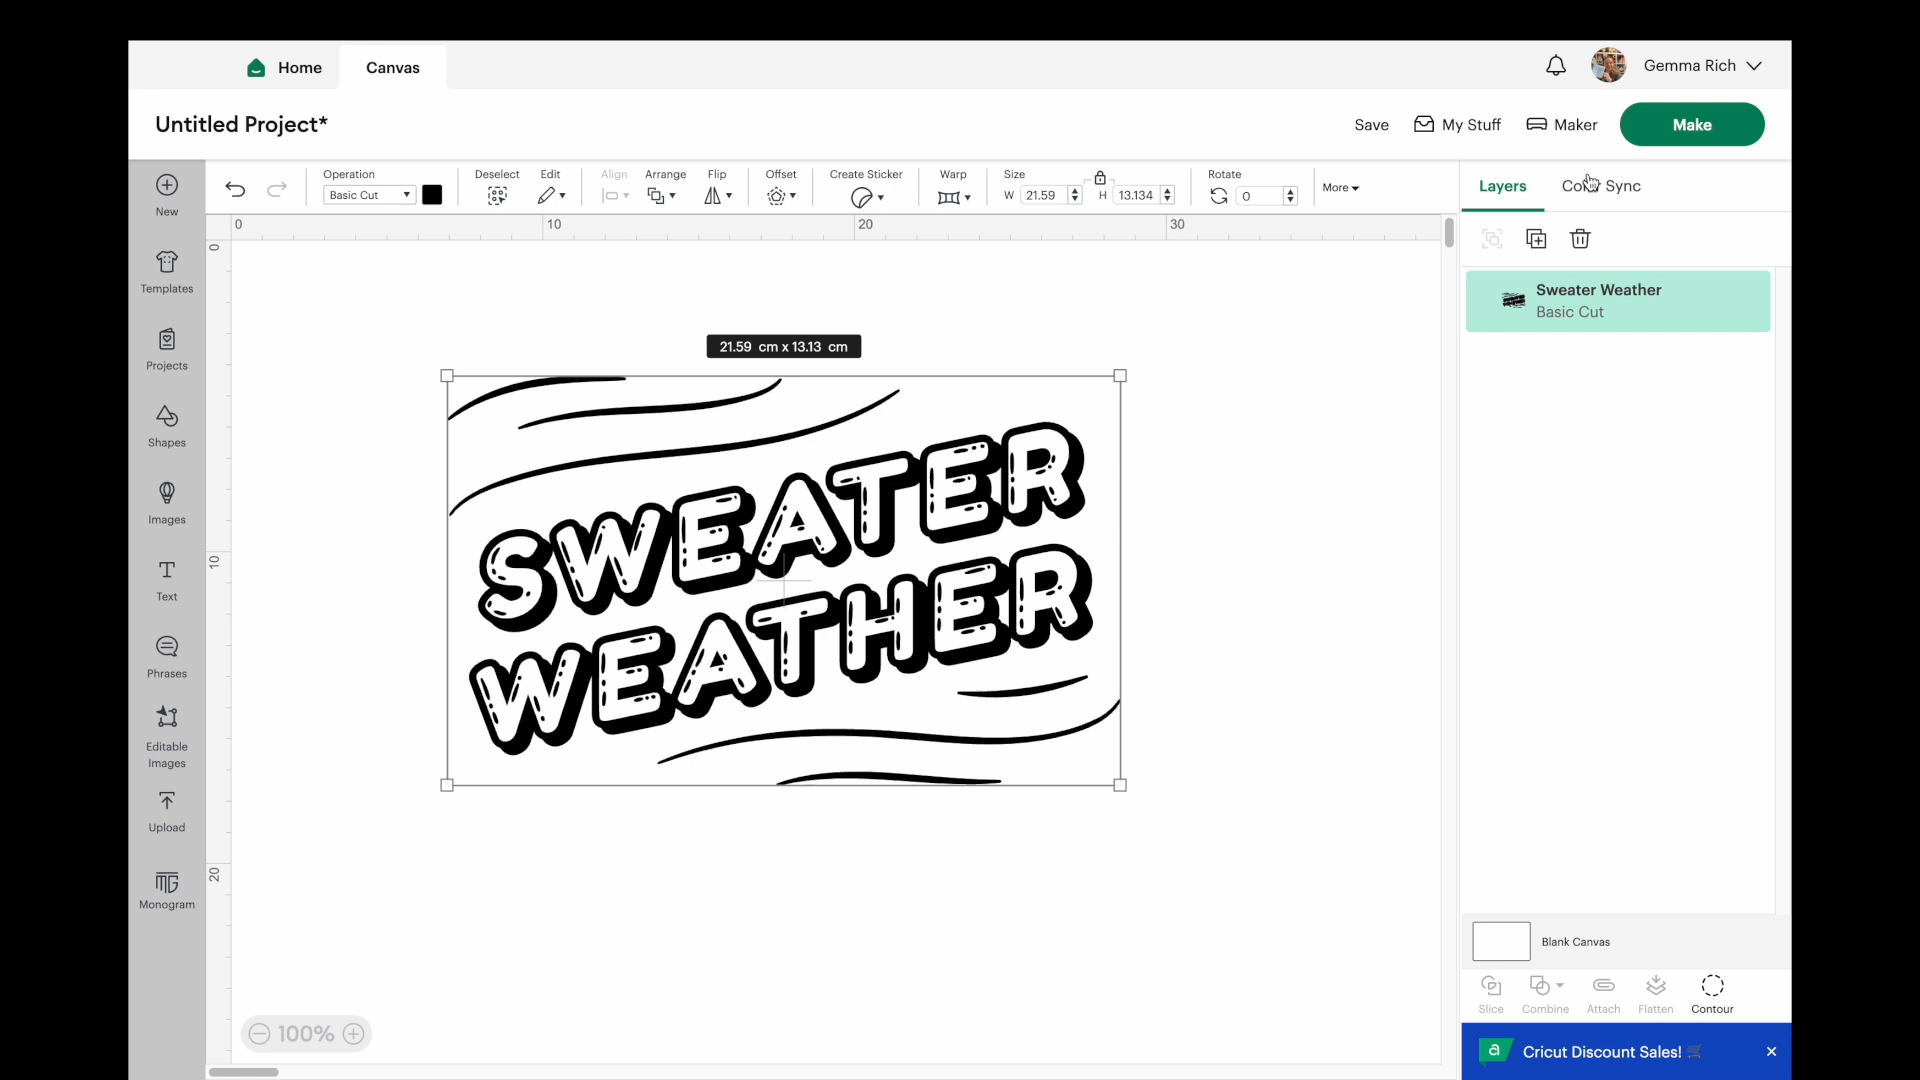 Home
Canvas
Gemma Rich
Untitled Project*
Save
My Stuff
Maker
Make
New
Templates
Projects
Shapes
Images
Text
Phrases
Editable
Images
Upload
Monogram
Operation
Basic Cut
Deselect
Edit
Align
Arrange
Flip
Offset
Create Sticker
Warp
Size
W 21.59
H 13.134
Rotate
0
More
0 10 20 30
0
10
20
21.59 cm x 13.13 cm
SWEATER
WEATHER
100%
Layers
Sync
Sweater Weather
Basic Cut
Blank Canvas
Slice
Combine
Attach
Flatten
Contour
a
Cricut Discount Sales!